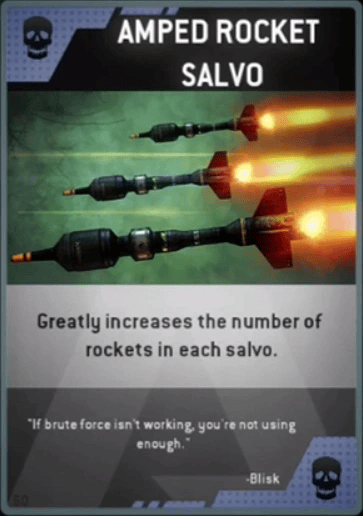 AMPED ROCKET
SALVO
Greatly increases the number of
rockets in each salvo.
"If brute force isn't working, you're not using
enough."
-Blisk